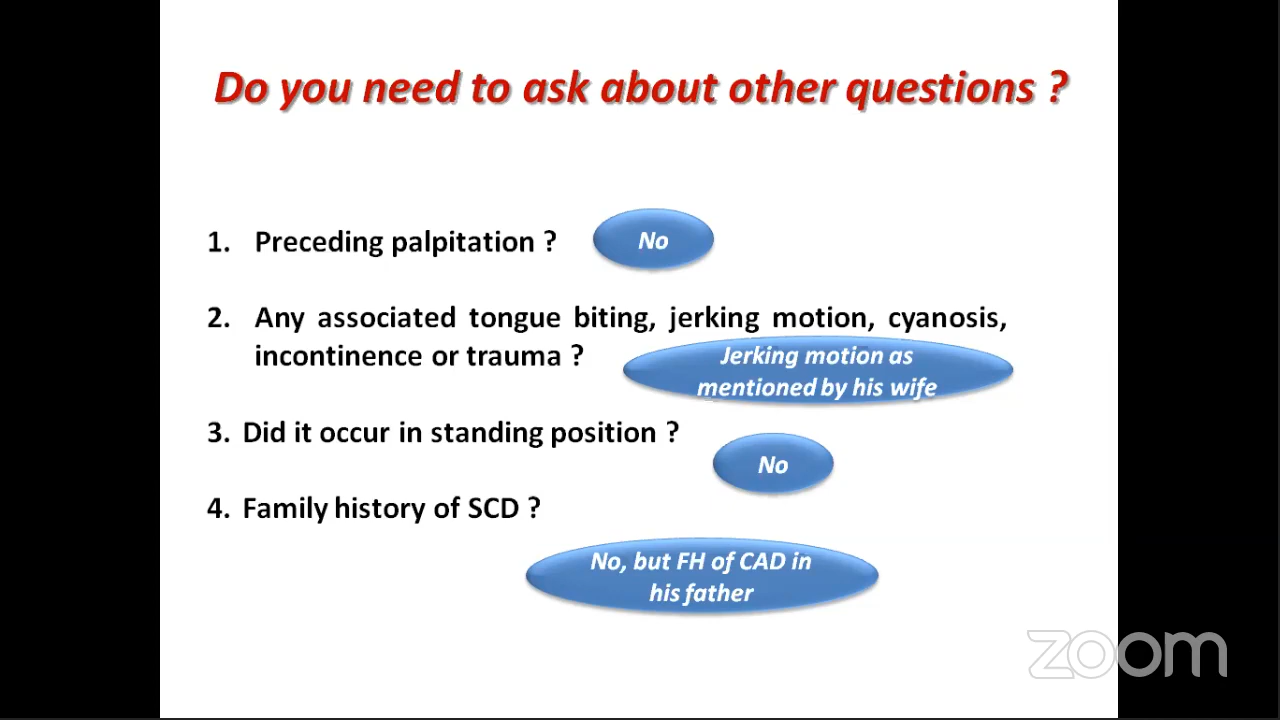 Do you need to ask about other questions ?
1. Preceding palpitation ?
No
2. Any associated tongue biting, jerking motion, cyanosis,
incontinence or trauma ?
Jerking motion as
mentioned by his wife
3. Did it occur in standing position ?
No
4. Family history of SCD ?
No, but FH of CAD in
his father
zoom